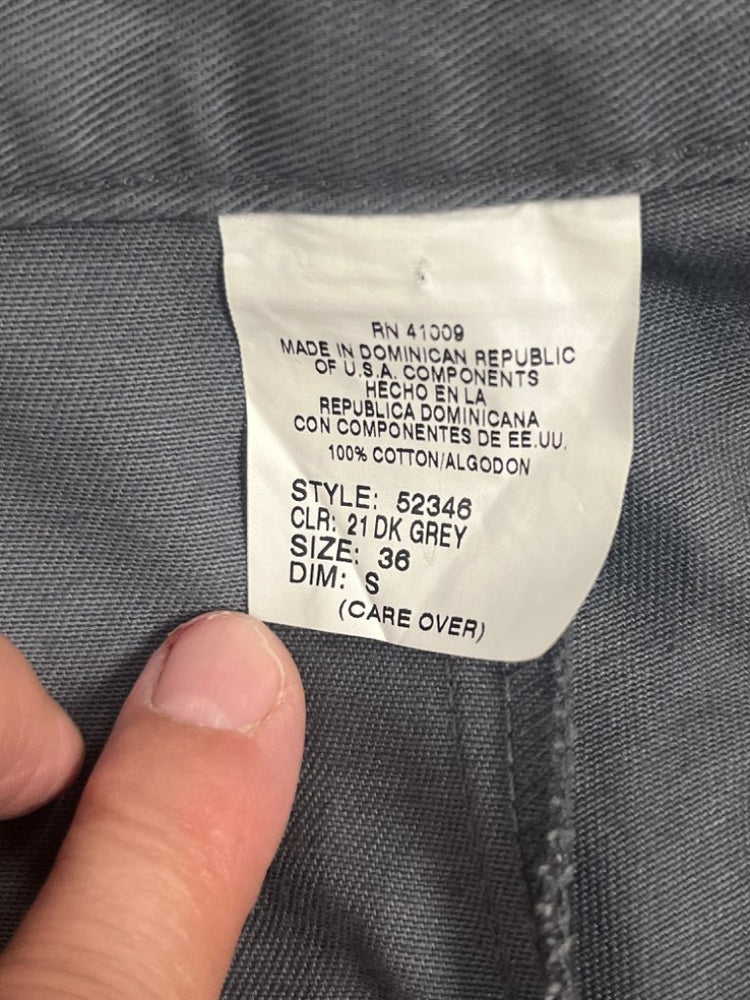 RN 41009
MADE IN DOMINICAN REPUBLIC
OF U.S.A. COMPONENTS
HECHO EN LA
REPUBLICA DOMINICANA
CON COMPONENTES DE EE.UU.
100% COTTON/ALGODON
STYLE: 52346
CLR: 21 DK GREY
SIZE: 36
DIM: S
(CARE OVER)